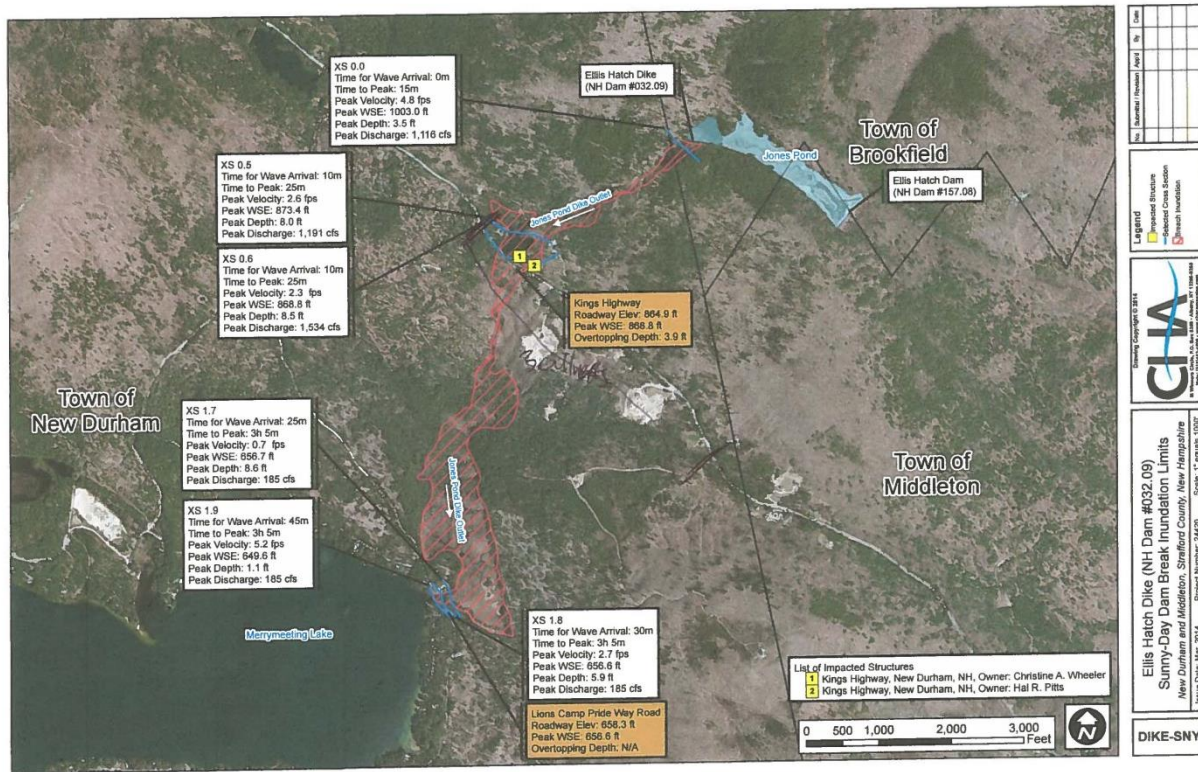 XS 0.0
Time for Wave Arrival: 0m
Time to Peak: 15m
Peak Velocity: 4.8 fps
Peak WSE: 1003.0 ft
Peak Depth: 3.5 ft
Peak Discharge: 1,116 cfs
Ellis Hatch Dike
(NH Dam #032.09)
Town of
Brookfield
Jones Pond
Ellis Hatch Dam
(NH Dam #157.08)
XS 0.5
Time for Wave Arrival: 10m
Time to Peak: 25m
Peak Velocity: 2.6 fps
Peak WSE: 873.4 ft
Peak Depth: 8.0 ft
Peak Discharge: 1,191 cfs
Jones Pond Dike Outlet
1
2
XS 0.6
Time for Wave Arrival: 10m
Time to Peak: 25m
Peak Velocity: 2.3 fps
Peak WSE: 868.8 ft
Peak Depth: 8.5 ft
Peak Discharge: 1,534 cfs
Kings Highway
Roadway Elev: 864.9 ft
Peak WSE: 868.8 ft
Overtopping Depth: 3.9 ft
Town of
New Durham
XS 1.7
Time for Wave Arrival: 25m
Time to Peak: 3h 5m
Peak Velocity: 0.7 fps
Peak WSE: 656.7 ft
Peak Depth: 8.6 ft
Peak Discharge: 185 cfs
Jones Pond Dike Outlet
Town of
Middleton
XS 1.9
Time for Wave Arrival: 45m
Time to Peak: 3h 5m
Peak Velocity: 5.2 fps
Peak WSE: 649.6 ft
Peak Depth: 1.1 ft
Peak Discharge: 185 cfs
Merrymeeting Lake
XS 1.8
Time for Wave Arrival: 30m
Time to Peak: 3h 5m
Peak Velocity: 2.7 fps
Peak WSE: 656.6 ft
Peak Depth: 5.9 ft
Peak Discharge: 185 cfs
Lions Camp Pride Way Road
Roadway Elev: 658.3 ft
Peak WSE: 656.6 ft
Overtopping Depth: N/A
List of Impacted Structures
1 Kings Highway, New Durham, NH, Owner: Christine A. Wheeler
2 Kings Highway, New Durham, NH, Owner: Hal R. Pitts
0 500 1,000 2,000 3,000
Feet
N
No. Submittal / Revision App'd By Date
Legend
Impacted Structure
Selected Cross Section
Breach Inundation
Drawing Copyright © 2014
CHA
Ellis Hatch Dike (NH Dam #032.09)
Sunny-Day Dam Break Inundation Limits
New Durham and Middleton, Strafford County, New Hampshire
DIKE-SNY